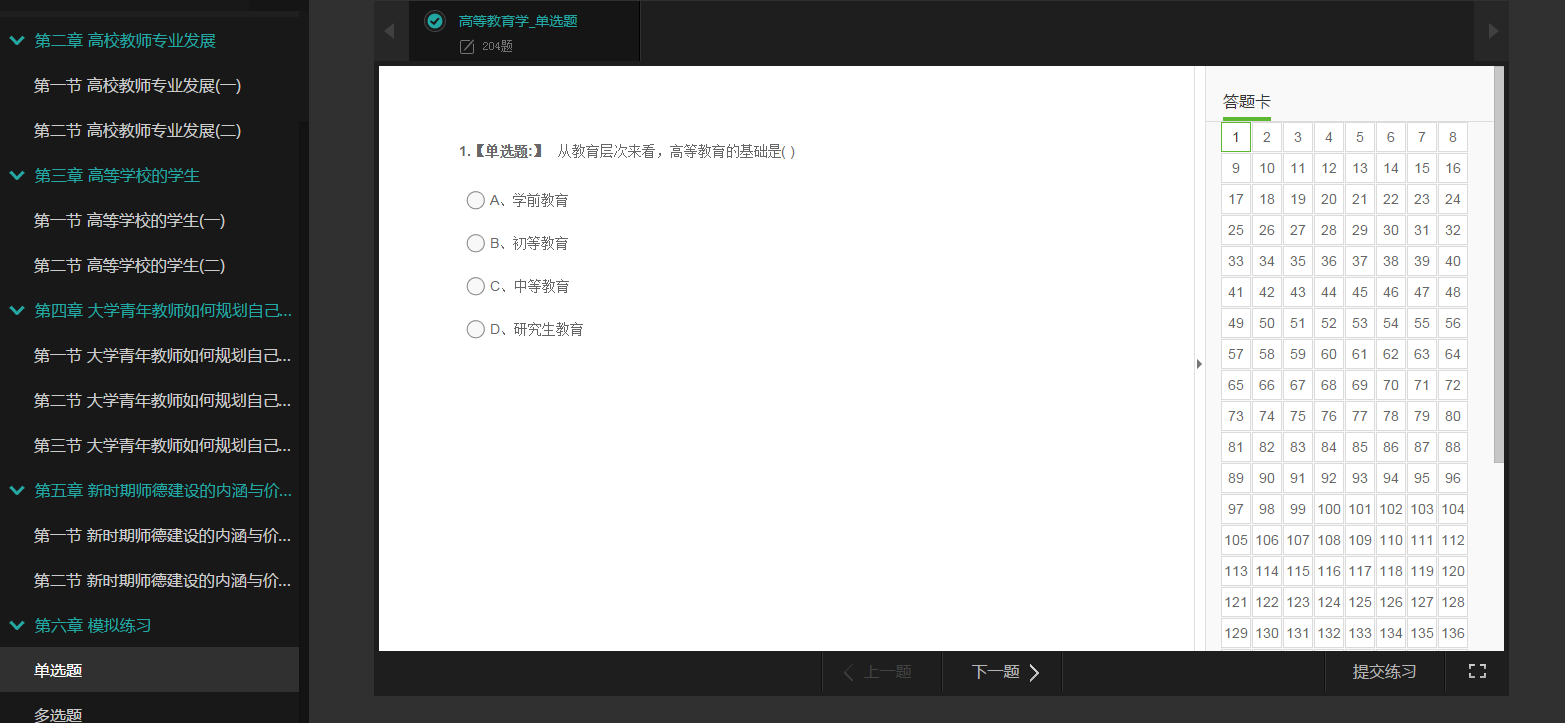 第二章 高校教师专业发展
第一节 高校教师专业发展(一)
第二节 高校教师专业发展(二)
第三章 高等学校的学生
第一节 高等学校的学生(一)
第二节 高等学校的学生(二)
第四章 大学青年教师如何规划自己...
第一节 大学青年教师如何规划自己...
第二节 大学青年教师如何规划自己...
第三节 大学青年教师如何规划自己...
第五章 新时期师德建设的内涵与价...
第一节 新时期师德建设的内涵与价...
第二节 新时期师德建设的内涵与价...
第六章 模拟练习
单选题
多选题
高等教育学_单选题
204题
1.【单选题:】 从教育层次来看，高等教育的基础是( )
A、学前教育
B、初等教育
C、中等教育
D、研究生教育
答题卡
1 2 3 4 5 6 7 8
9 10 11 12 13 14 15 16
17 18 19 20 21 22 23 24
25 26 27 28 29 30 31 32
33 34 35 36 37 38 39 40
41 42 43 44 45 46 47 48
49 50 51 52 53 54 55 56
57 58 59 60 61 62 63 64
65 66 67 68 69 70 71 72
73 74 75 76 77 78 79 80
81 82 83 84 85 86 87 88
89 90 91 92 93 94 95 96
97 98 99 100 101 102 103 104
105 106 107 108 109 110 111 112
113 114 115 116 117 118 119 120
121 122 123 124 125 126 127 128
129 130 131 132 133 134 135 136
上一题
下一题
提交练习